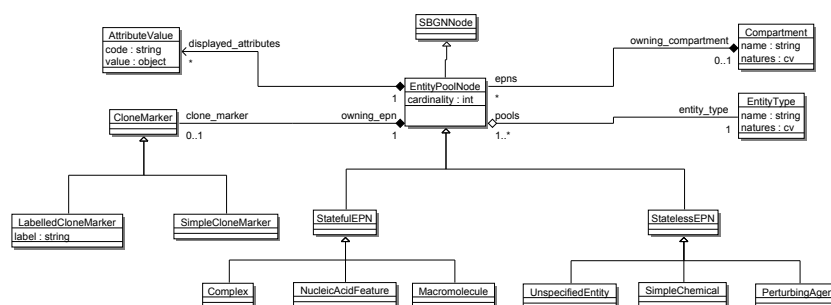 SBGNNode
AttributeValue
code : string
value : object
displayed_attributes
*
1
EntityPoolNode
cardinality : int
epns
*
owning_compartment
0..1
Compartment
name : string
natures : cv
CloneMarker
clone_marker
0..1
owning_epn
1
pools
1..*
entity_type
1
EntityType
name : string
natures : cv
LabelledCloneMarker
label : string
SimpleCloneMarker
StatefulEPN
StatelessEPN
Complex
NucleicAcidFeature
Macromolecule
UnspecifiedEntity
SimpleChemical
PerturbingAgen